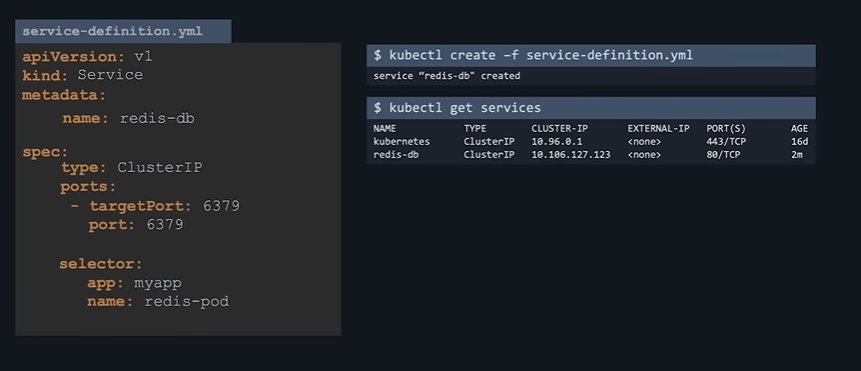 service-definition.yml
apiVersion: v1
kind: Service
metadata:
name: redis-db
spec:
type: ClusterIP
ports:
- targetPort: 6379
port: 6379
selector:
app: myapp
name: redis-pod
$ kubectl create –f service-definition.yml
service “redis-db" created
$ kubectl get services
NAME TYPE CLUSTER-IP EXTERNAL-IP PORT(S) AGE
kubernetes ClusterIP 10.96.0.1 <none> 443/TCP 16d
redis-db ClusterIP 10.106.127.123 <none> 80/TCP 2m